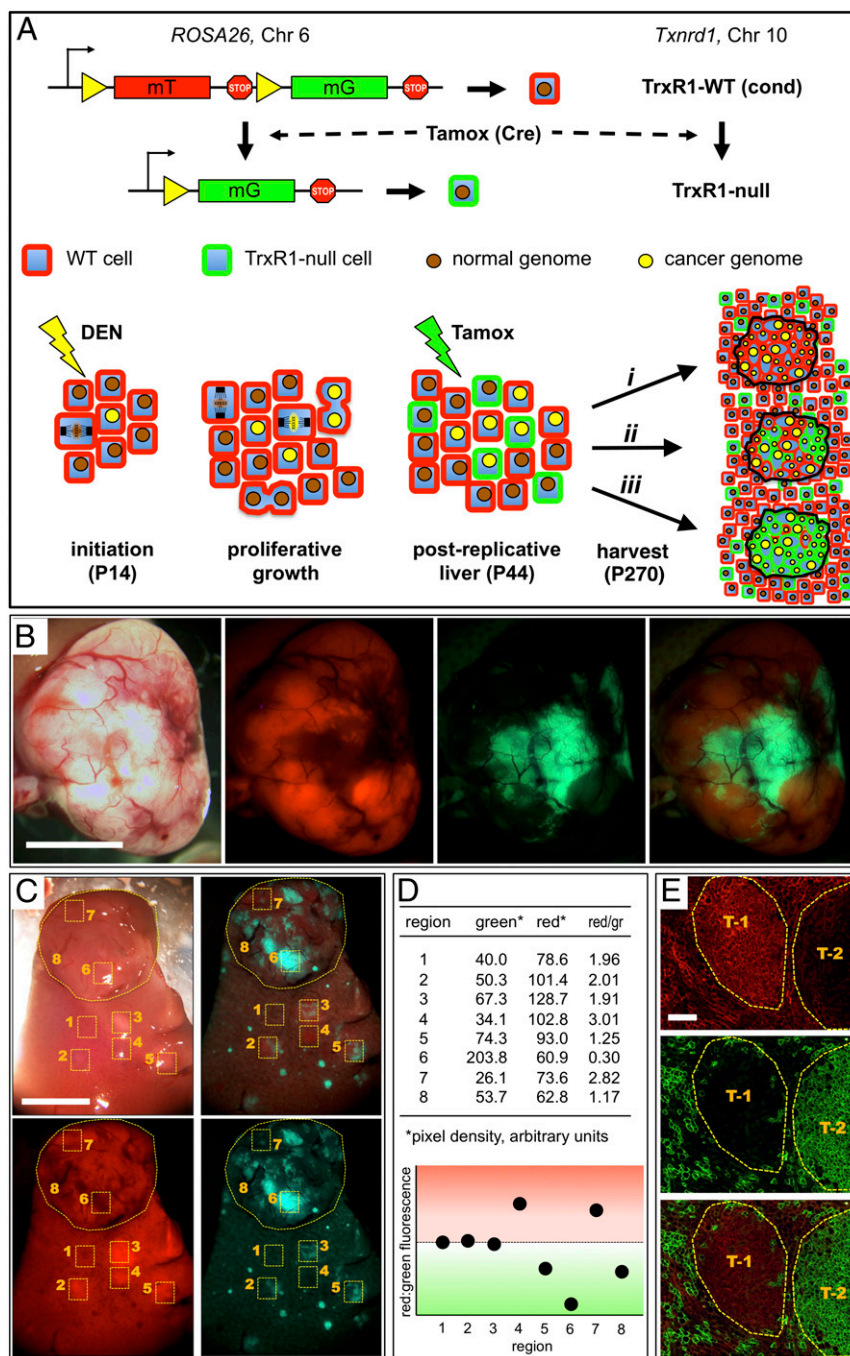 A
ROSA26, Chr 6
Txnrd1, Chr 10
mT
STOP
mG
STOP
TrxR1-WT (cond)
Tamox (Cre)
mG
STOP
TrxR1-null
WT cell
TrxR1-null cell
normal genome
cancer genome
DEN
Tamox
i
ii
iii
initiation
(P14)
proliferative
growth
post-replicative
liver (P44)
harvest
(P270)
B
C
7
8
6
1
3
4
2
5
7
8
6
1
3
4
2
5
7
8
6
1
3
4
2
5
7
8
6
1
3
4
2
5
D
region green* red* red/gr
1 40.0 78.6 1.96
2 50.3 101.4 2.01
3 67.3 128.7 1.91
4 34.1 102.8 3.01
5 74.3 93.0 1.25
6 203.8 60.9 0.30
7 26.1 73.6 2.82
8 53.7 62.8 1.17
*pixel density, arbitrary units
red:green fluorescence
1 2 3 4 5 6 7 8
region
E
T-1
T-2
T-1
T-2
T-1
T-2